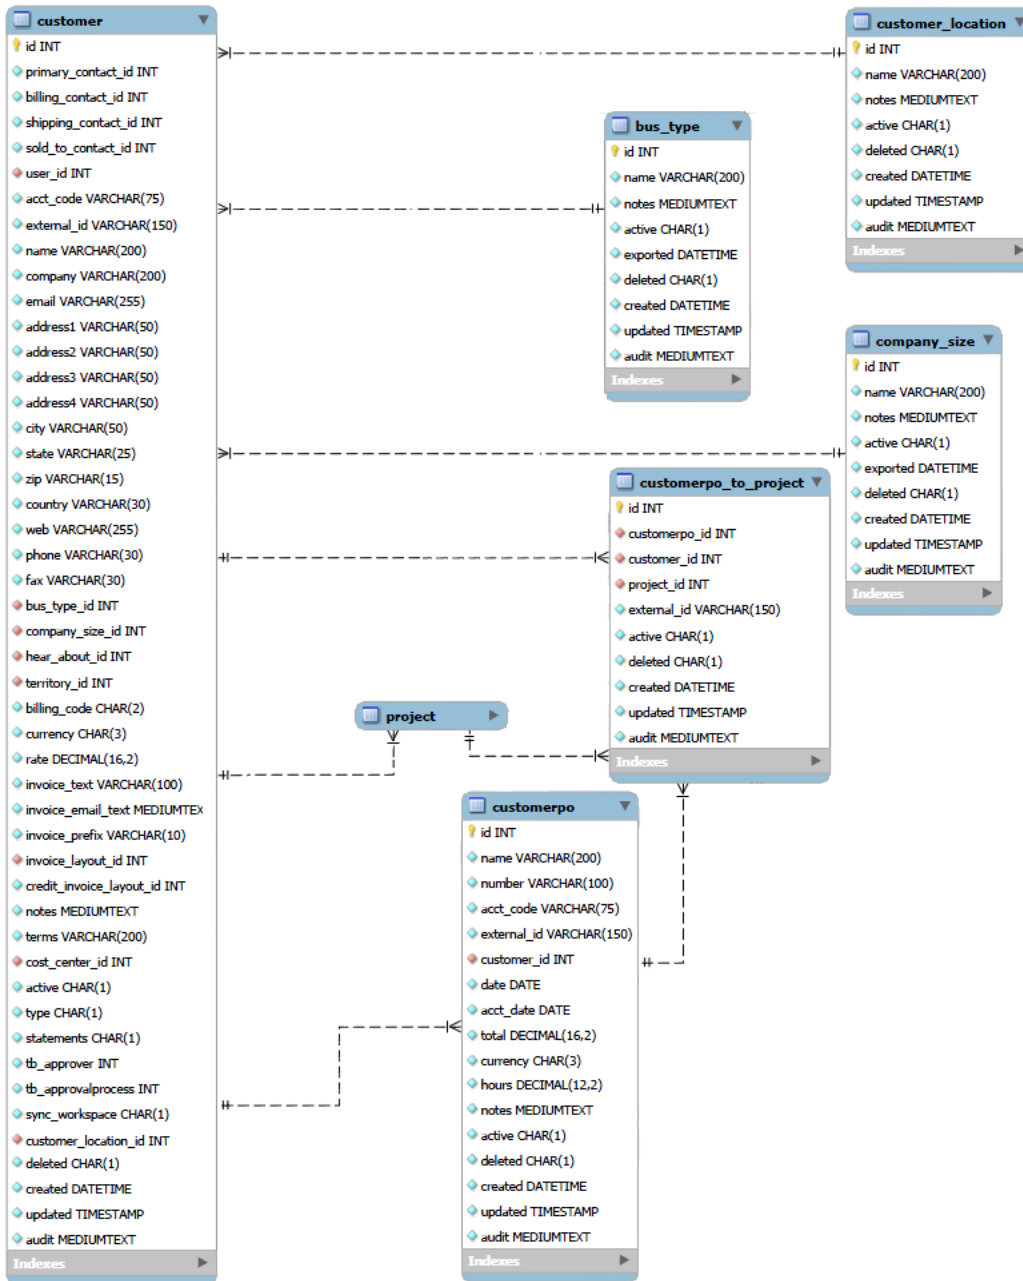 customer
id INT
primary_contact_id INT
billing_contact_id INT
shipping_contact_id INT
sold_to_contact_id INT
user_id INT
acct_code VARCHAR(75)
external_id VARCHAR(150)
name VARCHAR(200)
company VARCHAR(200)
email VARCHAR(255)
address1 VARCHAR(50)
address2 VARCHAR(50)
address3 VARCHAR(50)
address4 VARCHAR(50)
city VARCHAR(50)
state VARCHAR(25)
zip VARCHAR(15)
country VARCHAR(30)
web VARCHAR(255)
phone VARCHAR(30)
fax VARCHAR(30)
bus_type_id INT
company_size_id INT
hear_about_id INT
territory_id INT
billing_code CHAR(2)
currency CHAR(3)
rate DECIMAL(16,2)
invoice_text VARCHAR(100)
invoice_email_text MEDIUMTEX
invoice_prefix VARCHAR(10)
invoice_layout_id INT
credit_invoice_layout_id INT
notes MEDIUMTEXT
terms VARCHAR(200)
cost_center_id INT
active CHAR(1)
type CHAR(1)
statements CHAR(1)
tb_approver INT
tb_approvalprocess INT
sync_workspace CHAR(1)
customer_location_id INT
deleted CHAR(1)
created DATETIME
updated TIMESTAMP
audit MEDIUMTEXT
Indexes
customer_location
id INT
name VARCHAR(200)
notes MEDIUMTEXT
active CHAR(1)
deleted CHAR(1)
created DATETIME
updated TIMESTAMP
audit MEDIUMTEXT
Indexes
bus_type
id INT
name VARCHAR(200)
notes MEDIUMTEXT
active CHAR(1)
exported DATETIME
deleted CHAR(1)
created DATETIME
updated TIMESTAMP
audit MEDIUMTEXT
Indexes
company_size
id INT
name VARCHAR(200)
notes MEDIUMTEXT
active CHAR(1)
exported DATETIME
deleted CHAR(1)
created DATETIME
updated TIMESTAMP
audit MEDIUMTEXT
Indexes
customerpo_to_project
id INT
customerpo_id INT
customer_id INT
project_id INT
external_id VARCHAR(150)
active CHAR(1)
deleted CHAR(1)
created DATETIME
updated TIMESTAMP
audit MEDIUMTEXT
Indexes
project
customerpo
id INT
name VARCHAR(200)
number VARCHAR(100)
acct_code VARCHAR(75)
external_id VARCHAR(150)
customer_id INT
date DATE
acct_date DATE
total DECIMAL(16,2)
currency CHAR(3)
hours DECIMAL(12,2)
notes MEDIUMTEXT
active CHAR(1)
deleted CHAR(1)
created DATETIME
updated TIMESTAMP
audit MEDIUMTEXT
Indexes